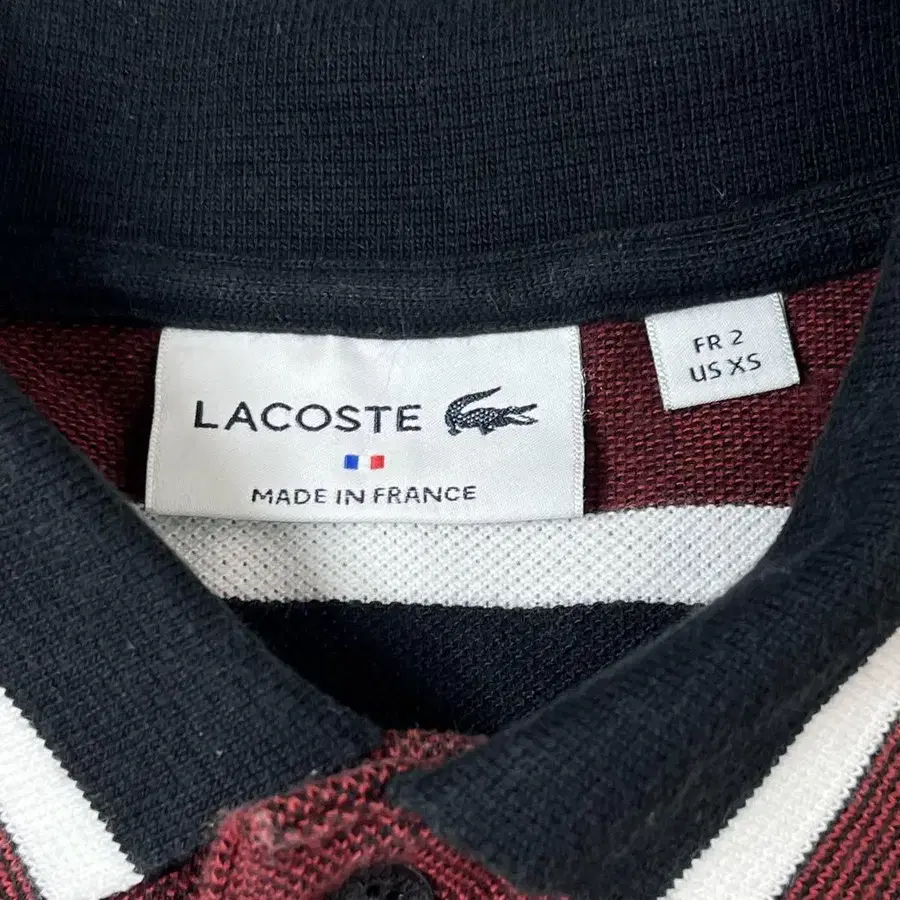 LACOSTE
MADE IN FRANCE
FR 2
US XS